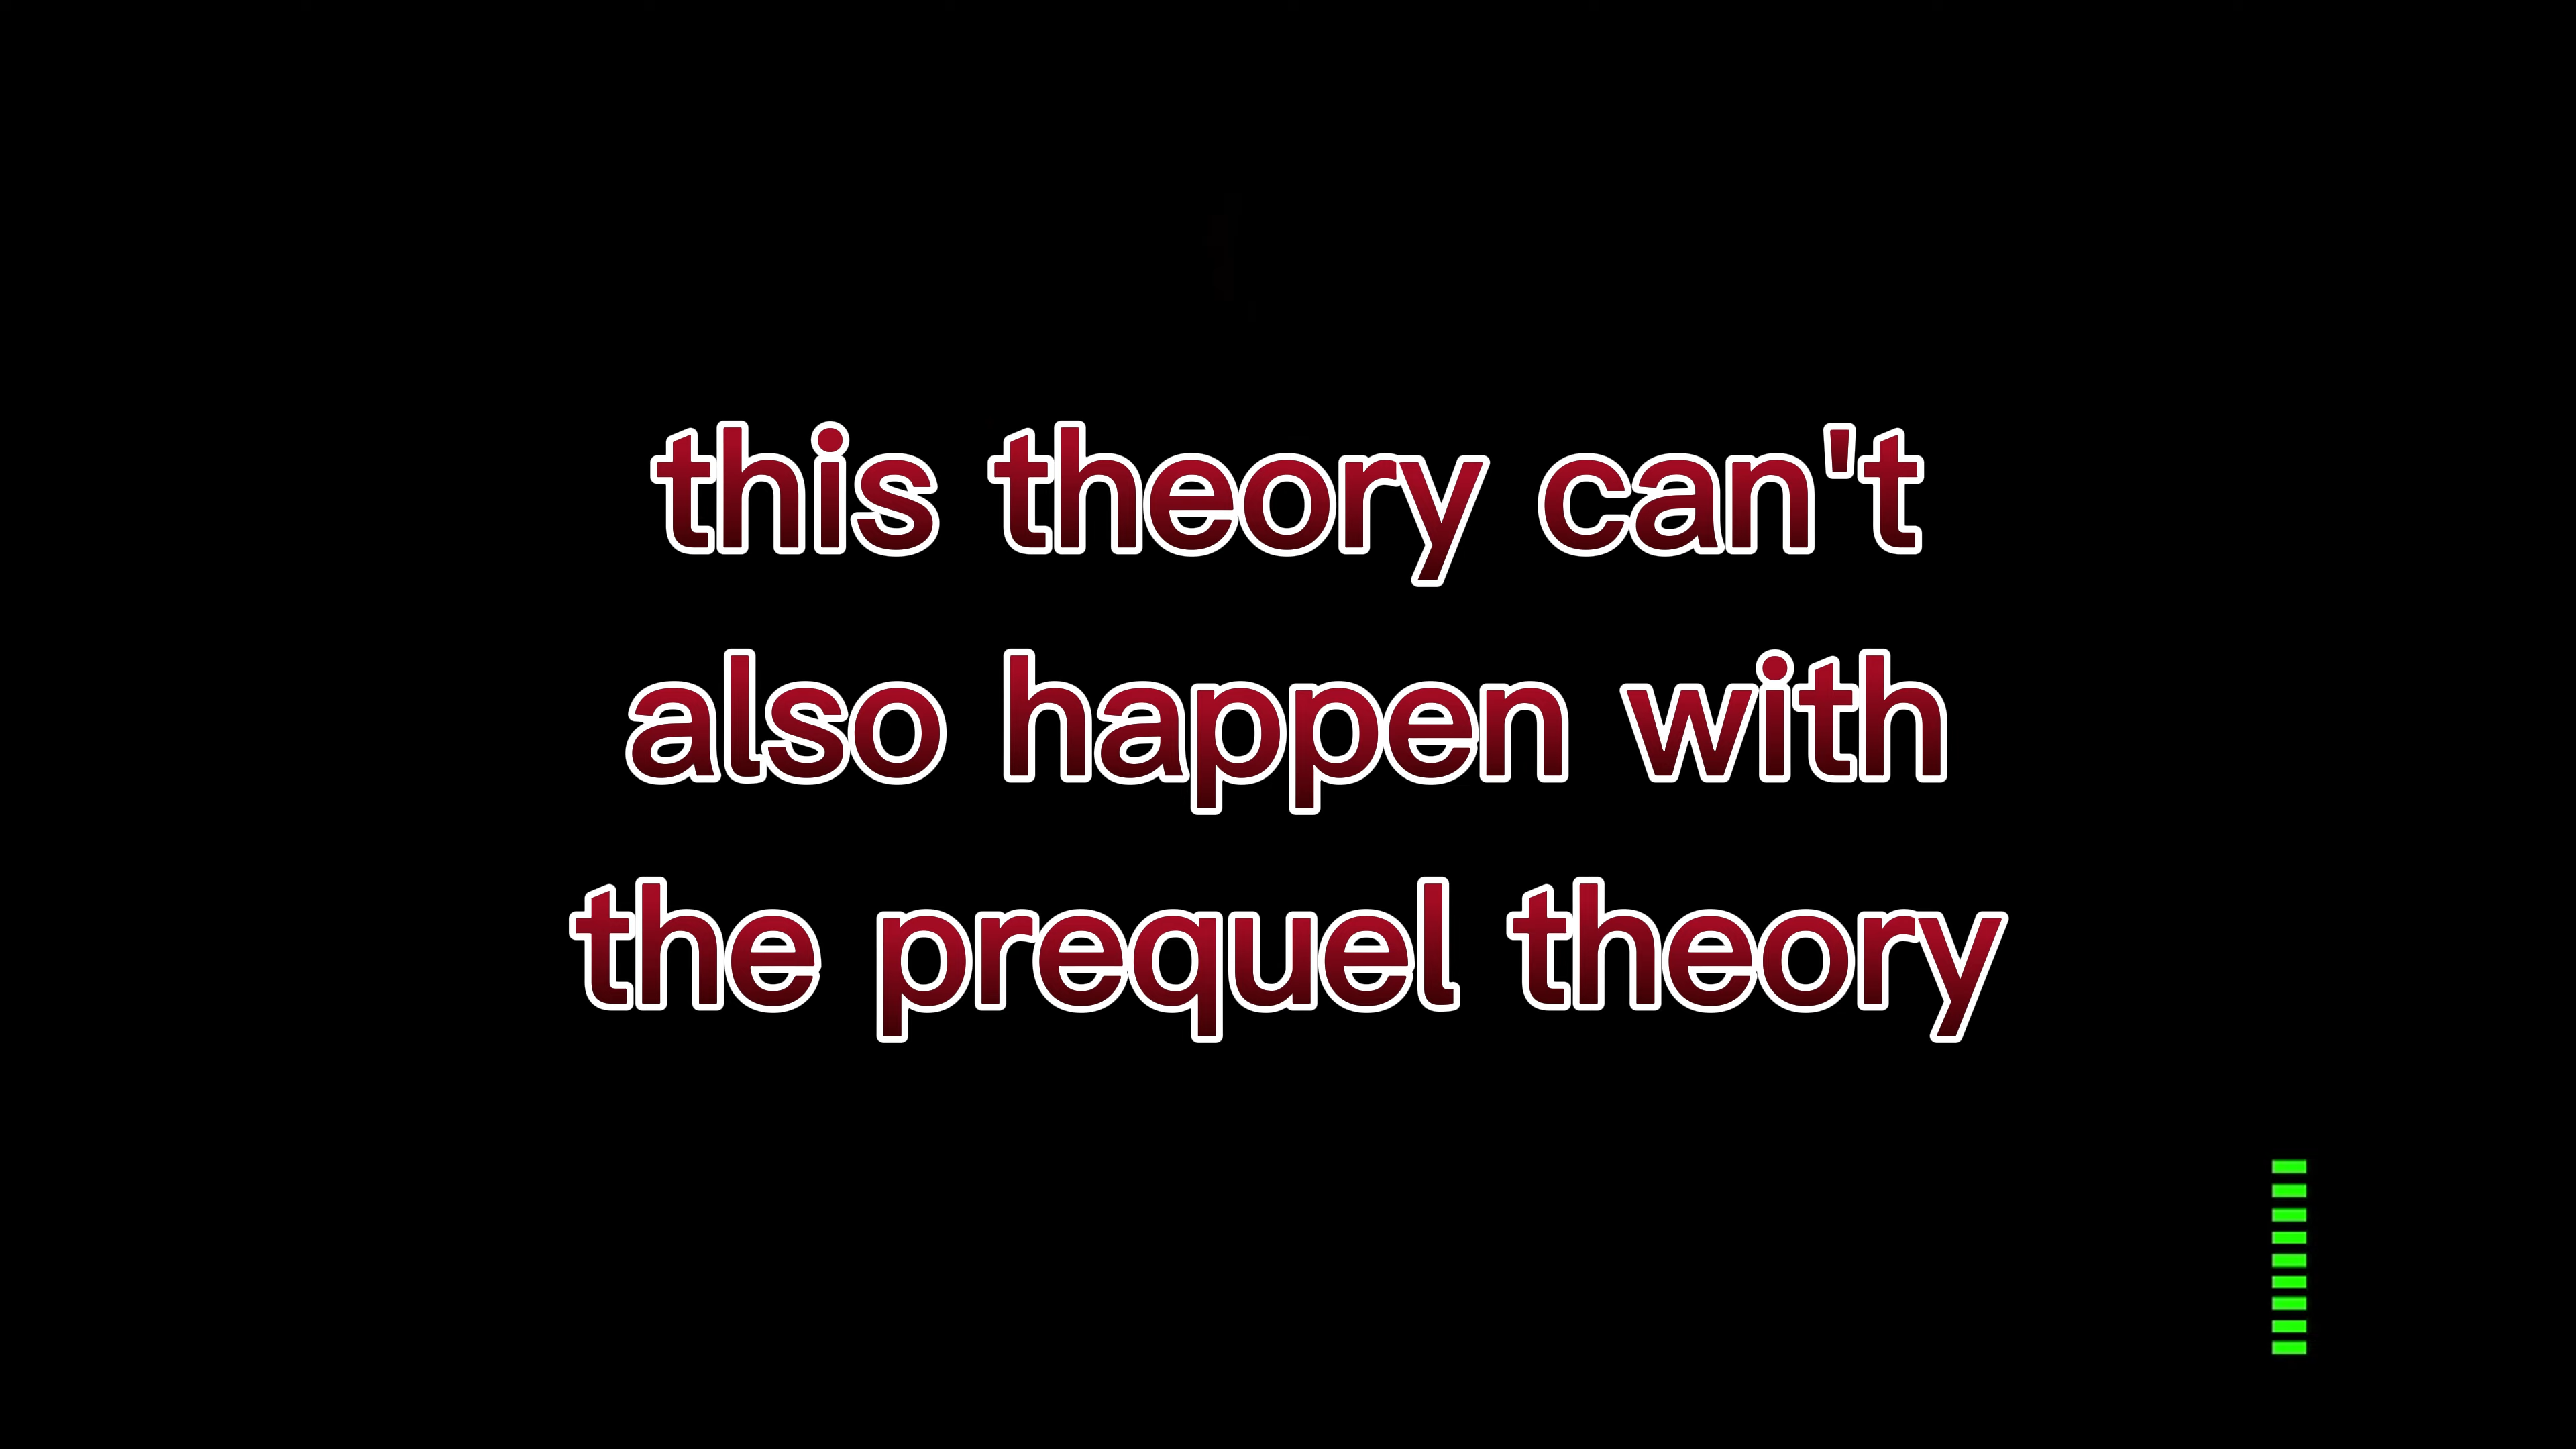 this theory can't
also happen with
the prequel theory